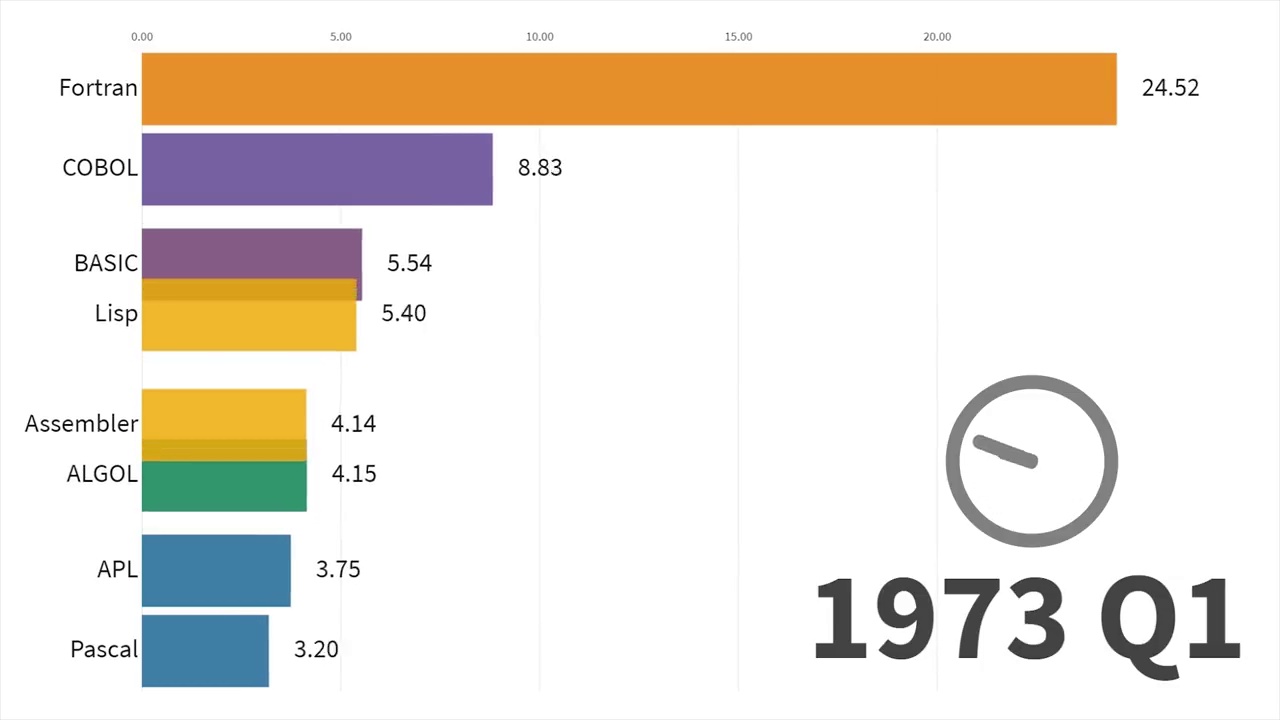 0.00 5.00 10.00 15.00 20.00
Fortran 24.52
COBOL 8.83
BASIC 5.54
Lisp 5.40
Assembler 4.14
ALGOL 4.15
APL 3.75
Pascal 3.20
1973 Q1